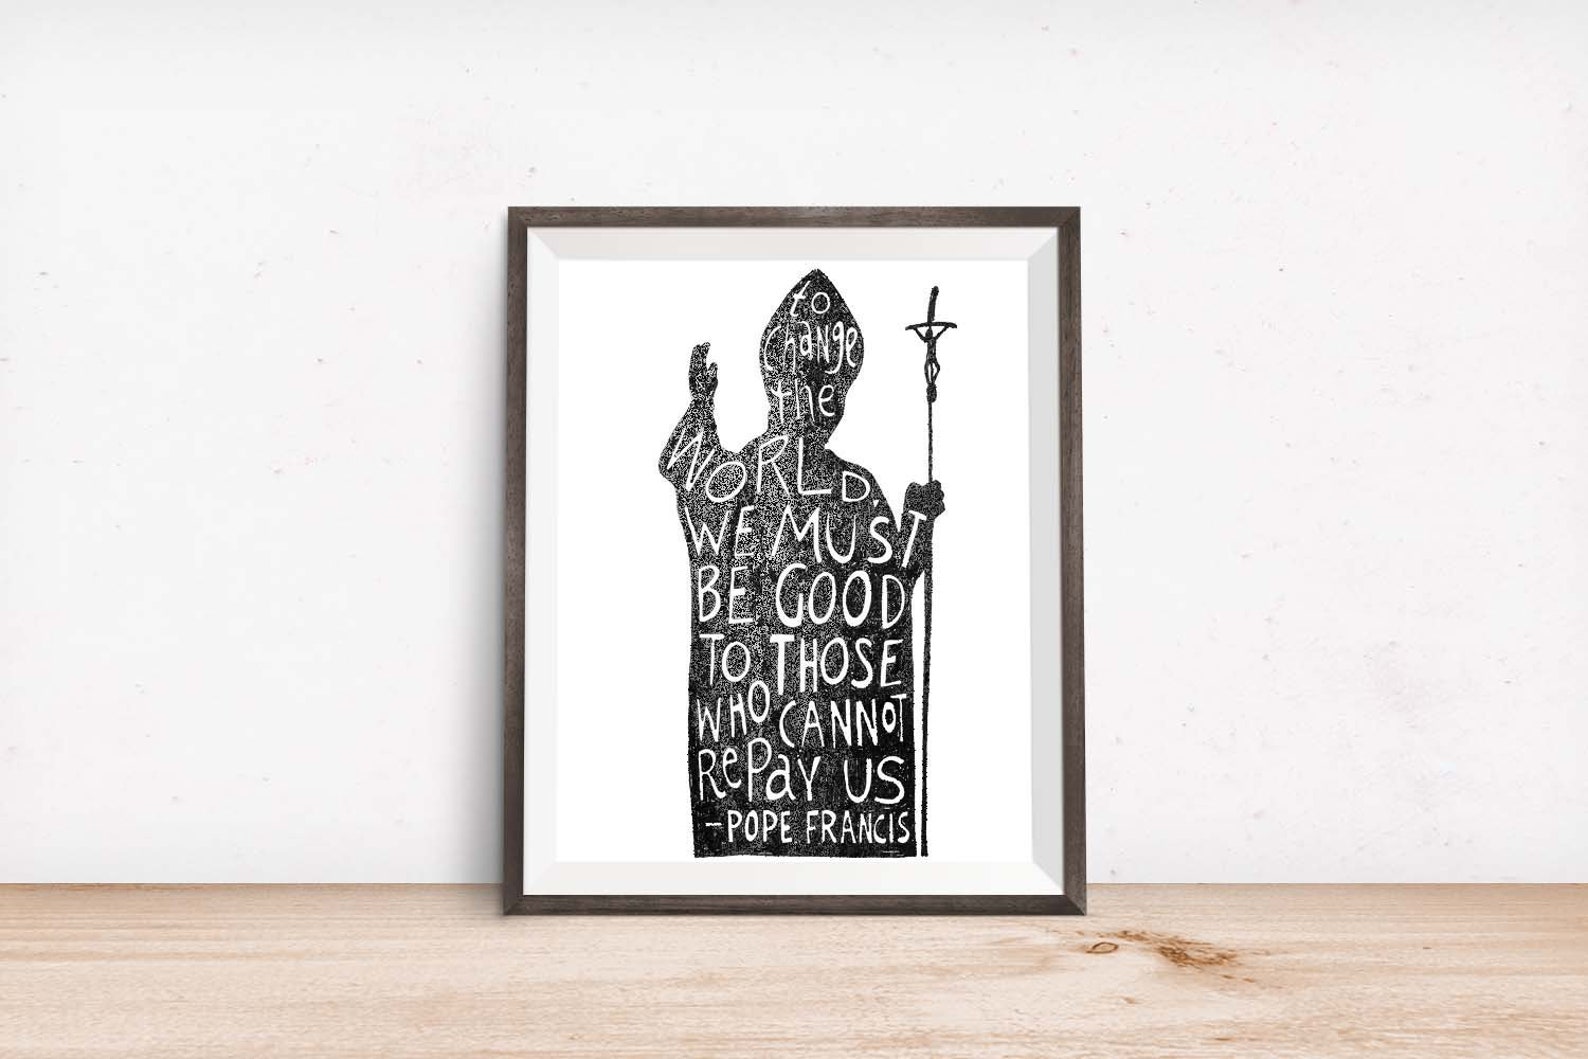 to
change
the
WORLD,
WE MUST
BE GOOD
TO THOSE
WHO CANNOT
RePay US
-POPE FRANCIS